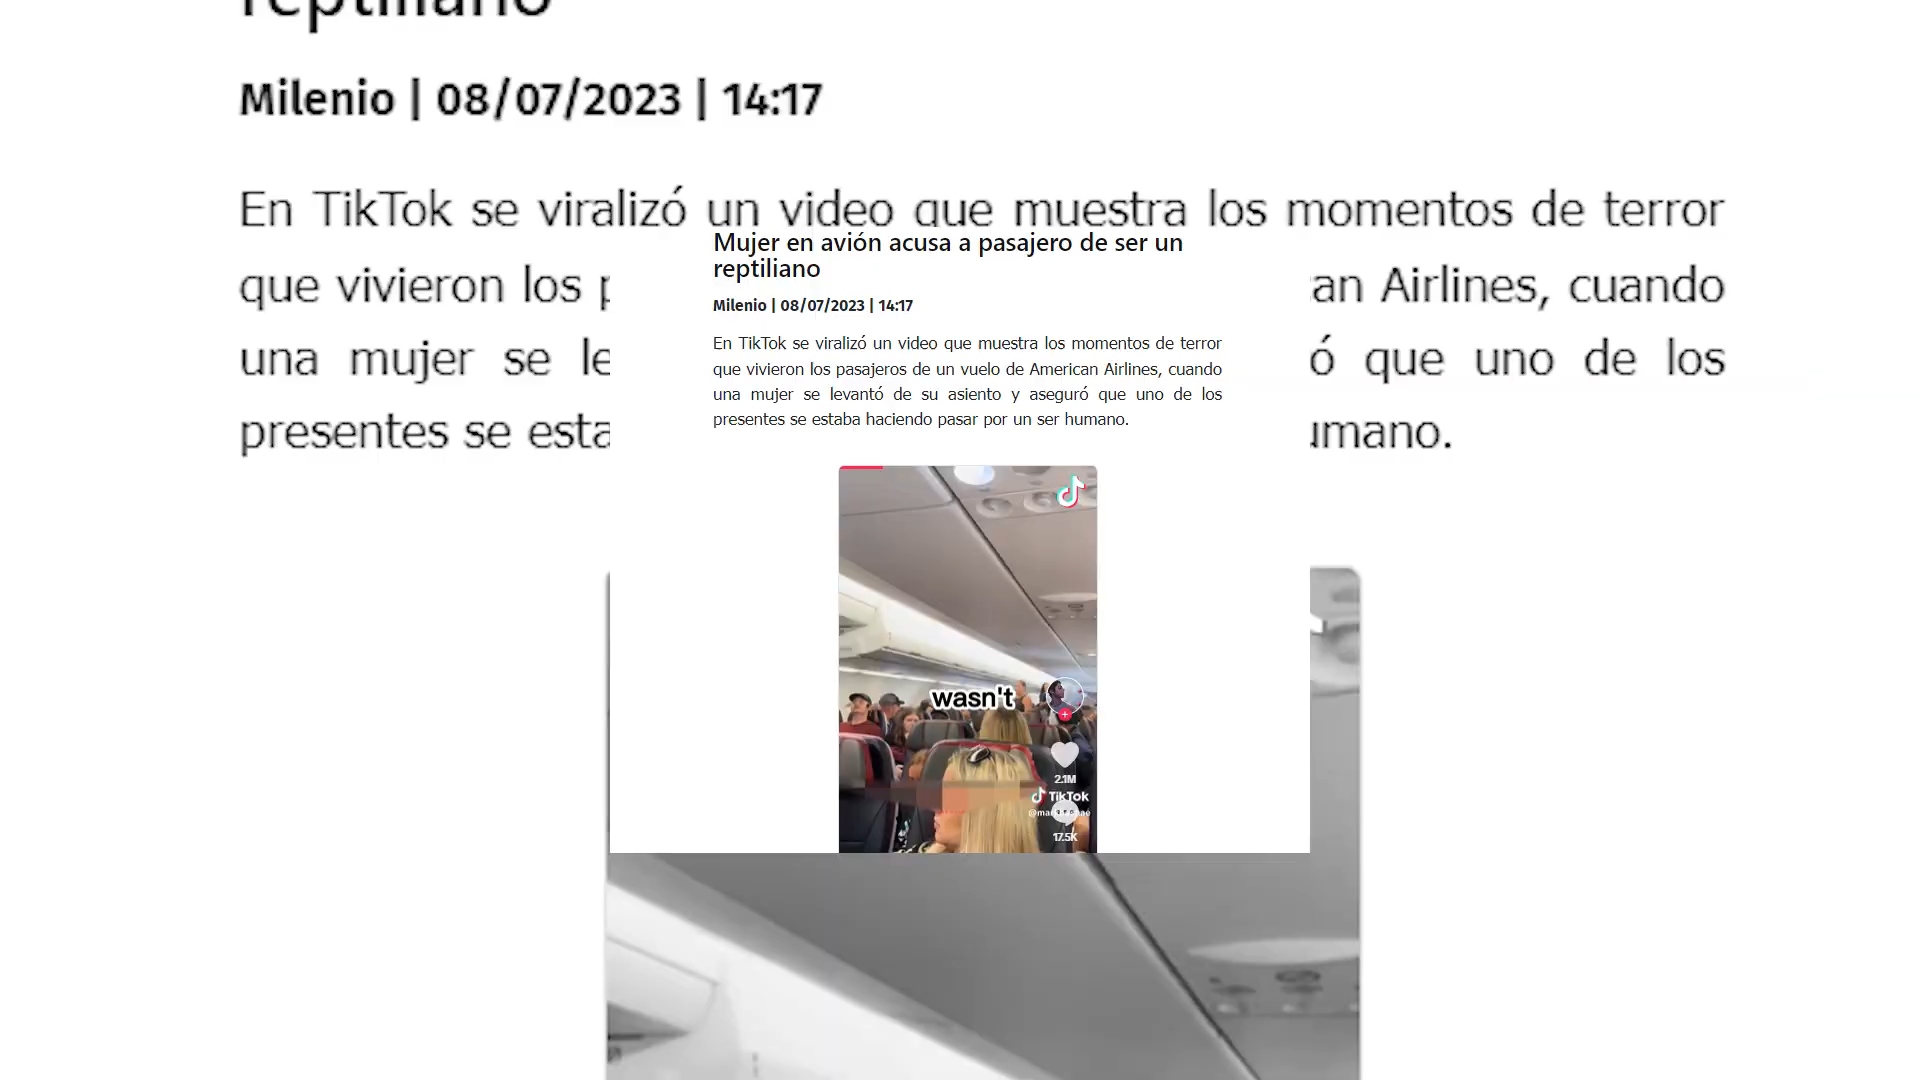 Milenio | 08/07/2023 | 14:17
En TikTok se viralizó un video que muestra los momentos de terror
que vivieron los
an Airlines, cuando
una mujer se le
ó que uno de los
presentes se esta
umano.
Mujer en avión acusa a pasajero de ser un
reptiliano
Milenio | 08/07/2023 | 14:17
En TikTok se viralizó un video que muestra los momentos de terror
que vivieron los pasajeros de un vuelo de American Airlines, cuando
una mujer se levantó de su asiento y aseguró que uno de los
presentes se estaba haciendo pasar por un ser humano.
wasn't
2.1M
TikTok
17.5K